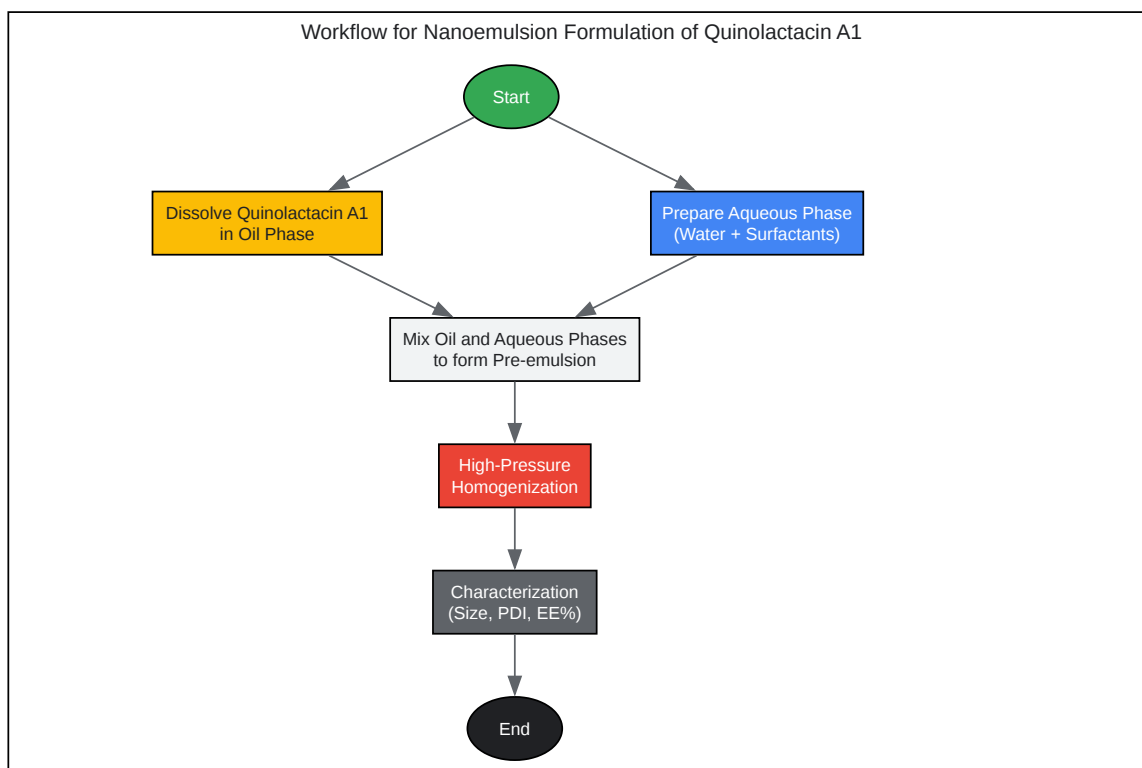 Workflow for Nanoemulsion Formulation of Quinolactacin A1
Start
Dissolve Quinolactacin A1
in Oil Phase
Prepare Aqueous Phase
(Water + Surfactants)
Mix Oil and Aqueous Phases
to form Pre-emulsion
High-Pressure
Homogenization
Characterization
(Size, PDI, EE%)
End